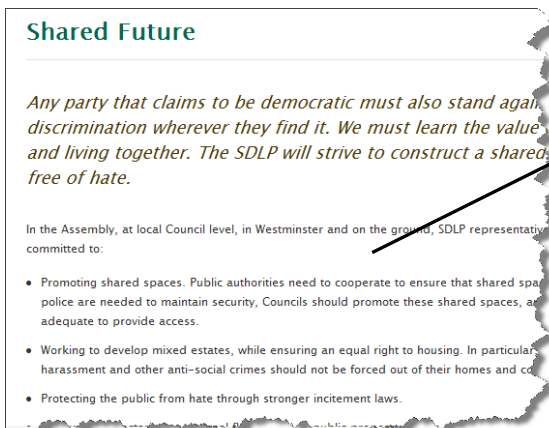 Shared Future
Any party that claims to be democratic must also stand
discrimination wherever they find it. We must learn the value
and living together. The SDLP will strive to construct a shared
free of hate.
In the Assembly, at local Council level, in Westminster and on the ground, SDLP
committed to:
• Promoting shared spaces. Public authorities need to cooperate to ensure that shared
police are needed to maintain security, Councils should promote these shared spaces,
adequate to provide access.
• Working to develop mixed estates, while ensuring an equal right to housing. In particular
harassment and other anti-social crimes should not be forced out of their homes and
• Protecting the public from hate through stronger incitement laws.